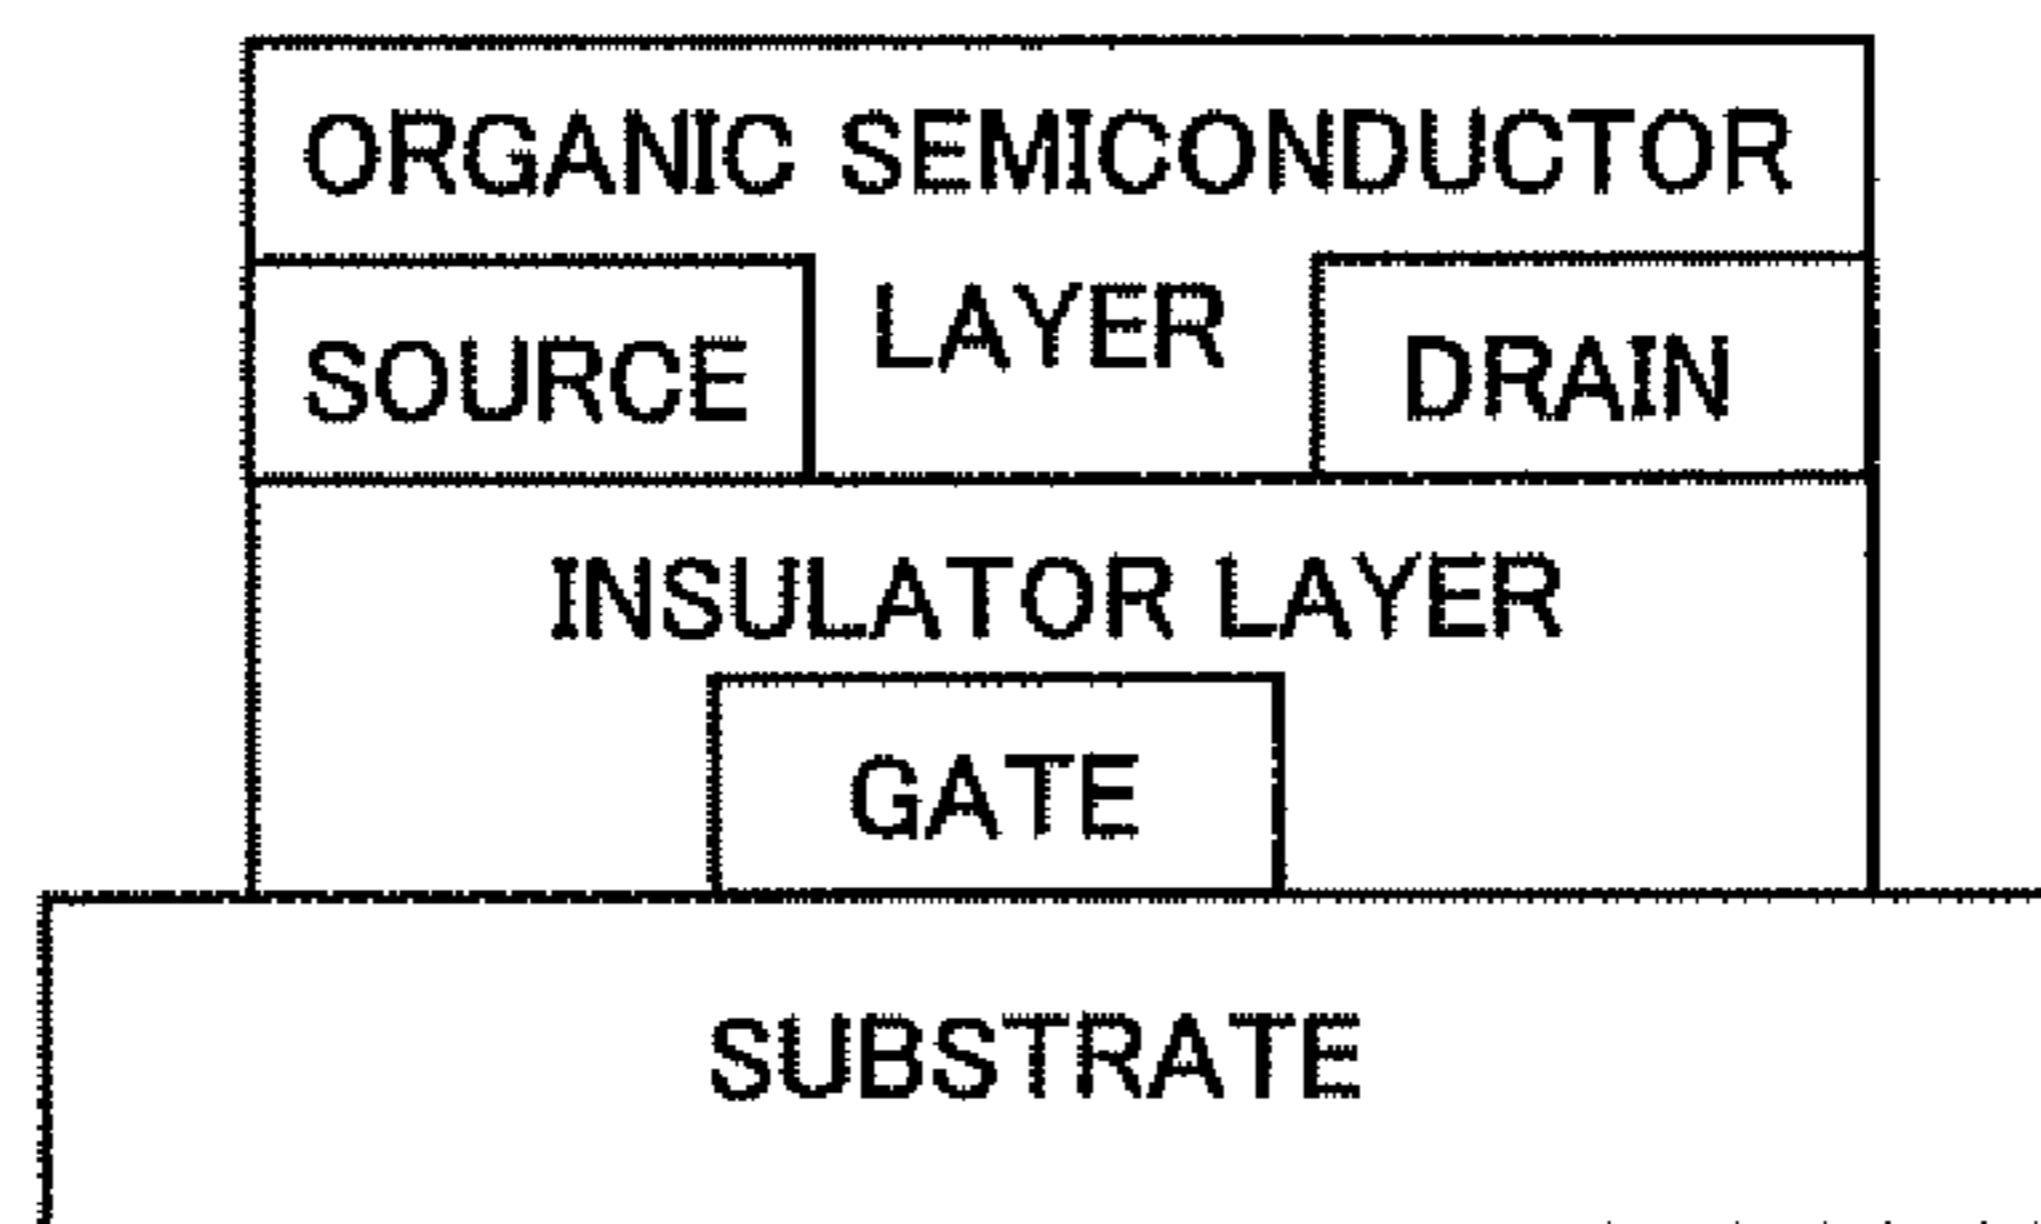 ORGANIC SEMICONDUCTOR
LAYER
SOURCE
DRAIN
INSULATOR LAYER
GATE
SUBSTRATE